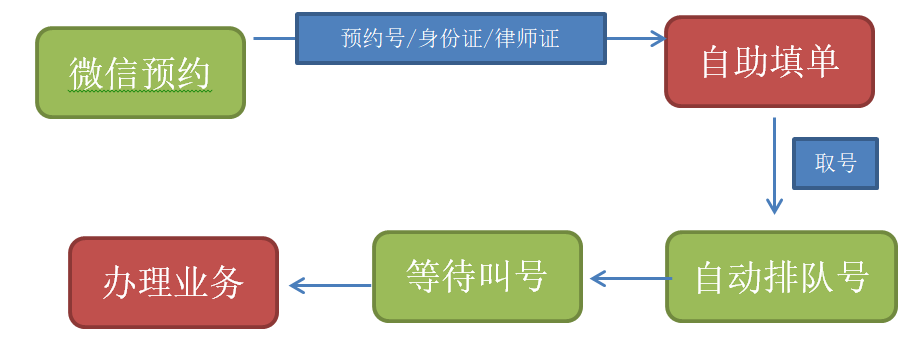 微信预约
预约号/身份证/律师证
自助填单
取号
自动排队号
等待叫号
办理业务